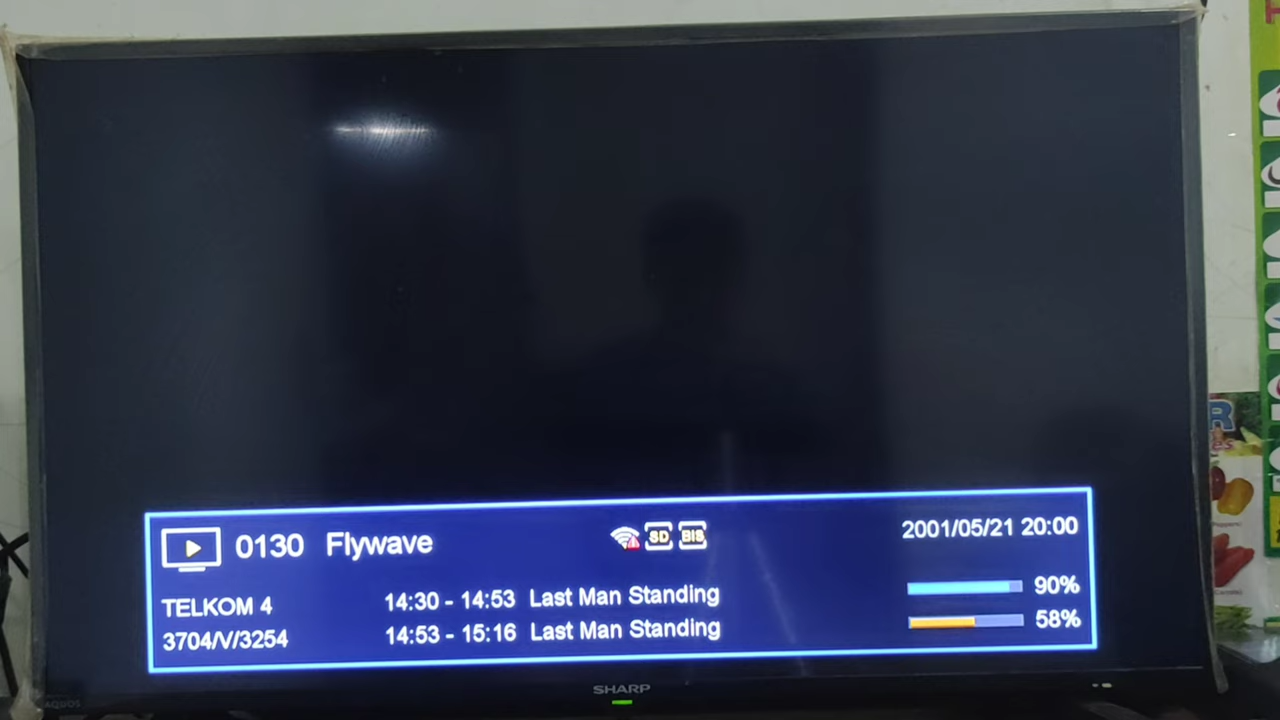 0130 Flywave SD BIS 2001/05/21 20:00
TELKOM 4 14:30 - 14:53 Last Man Standing 90%
3704/V/3254 14:53 - 15:16 Last Man Standing 58%
SHARP
AQUOS